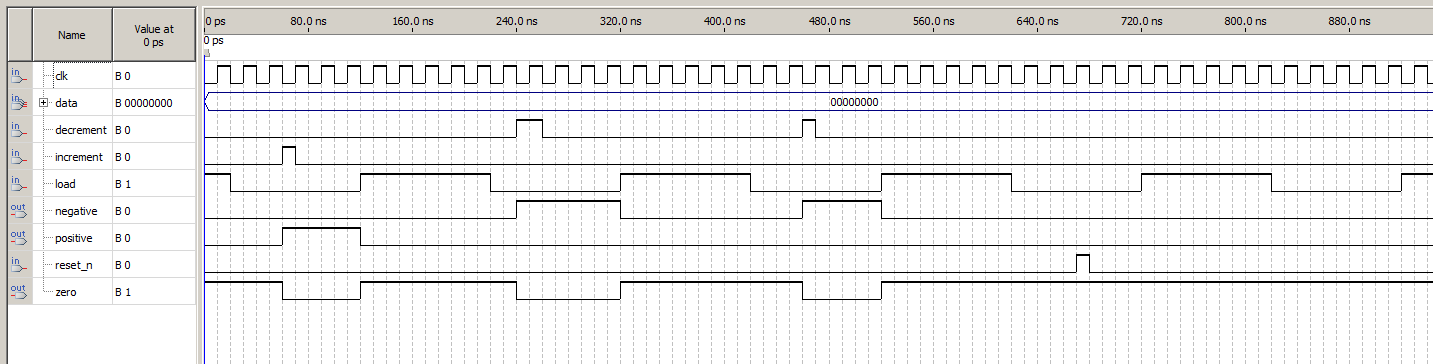 Name
Value at
0 ps
0 ps 80.0 ns 160.0 ns 240.0 ns 320.0 ns 400.0 ns 480.0 ns 560.0 ns 640.0 ns 720.0 ns 800.0 ns 880.0 ns
0 ps
in clk B 0
in data B 00000000 00000000
in decrement B 0
in increment B 0
in load B 1
out negative B 0
out positive B 0
in reset_n B 0
out zero B 1